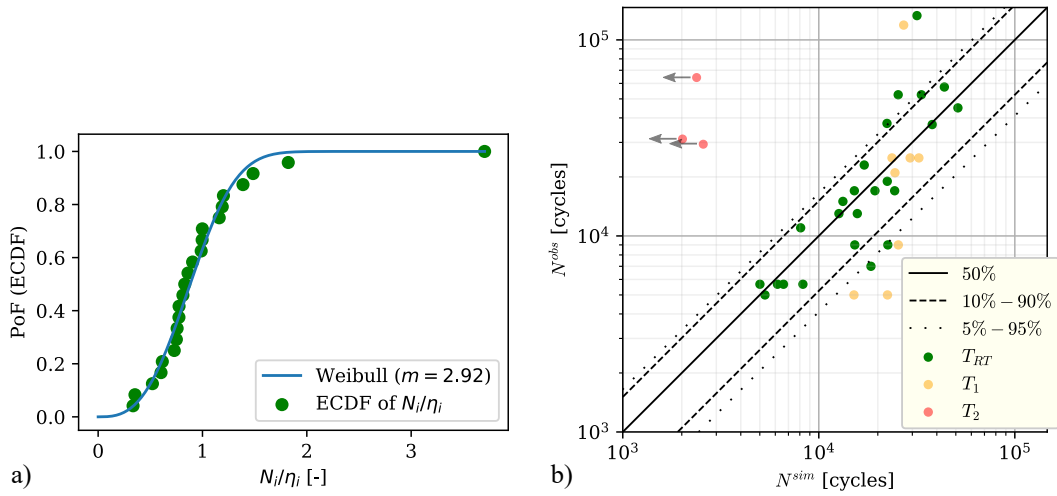 PoF (ECDF)
1.0
0.8
0.6
0.4
0.2
0.0
0
1
2
3
N_i/η_i [-]
Weibull (m = 2.92)
ECDF of N_i/η_i
a)
N^{obs} [cycles]
10^5
10^4
10^3
10^3
10^4
10^5
N^{sim} [cycles]
50%
10% − 90%
5% − 95%
T_{RT}
T_1
T_2
b)